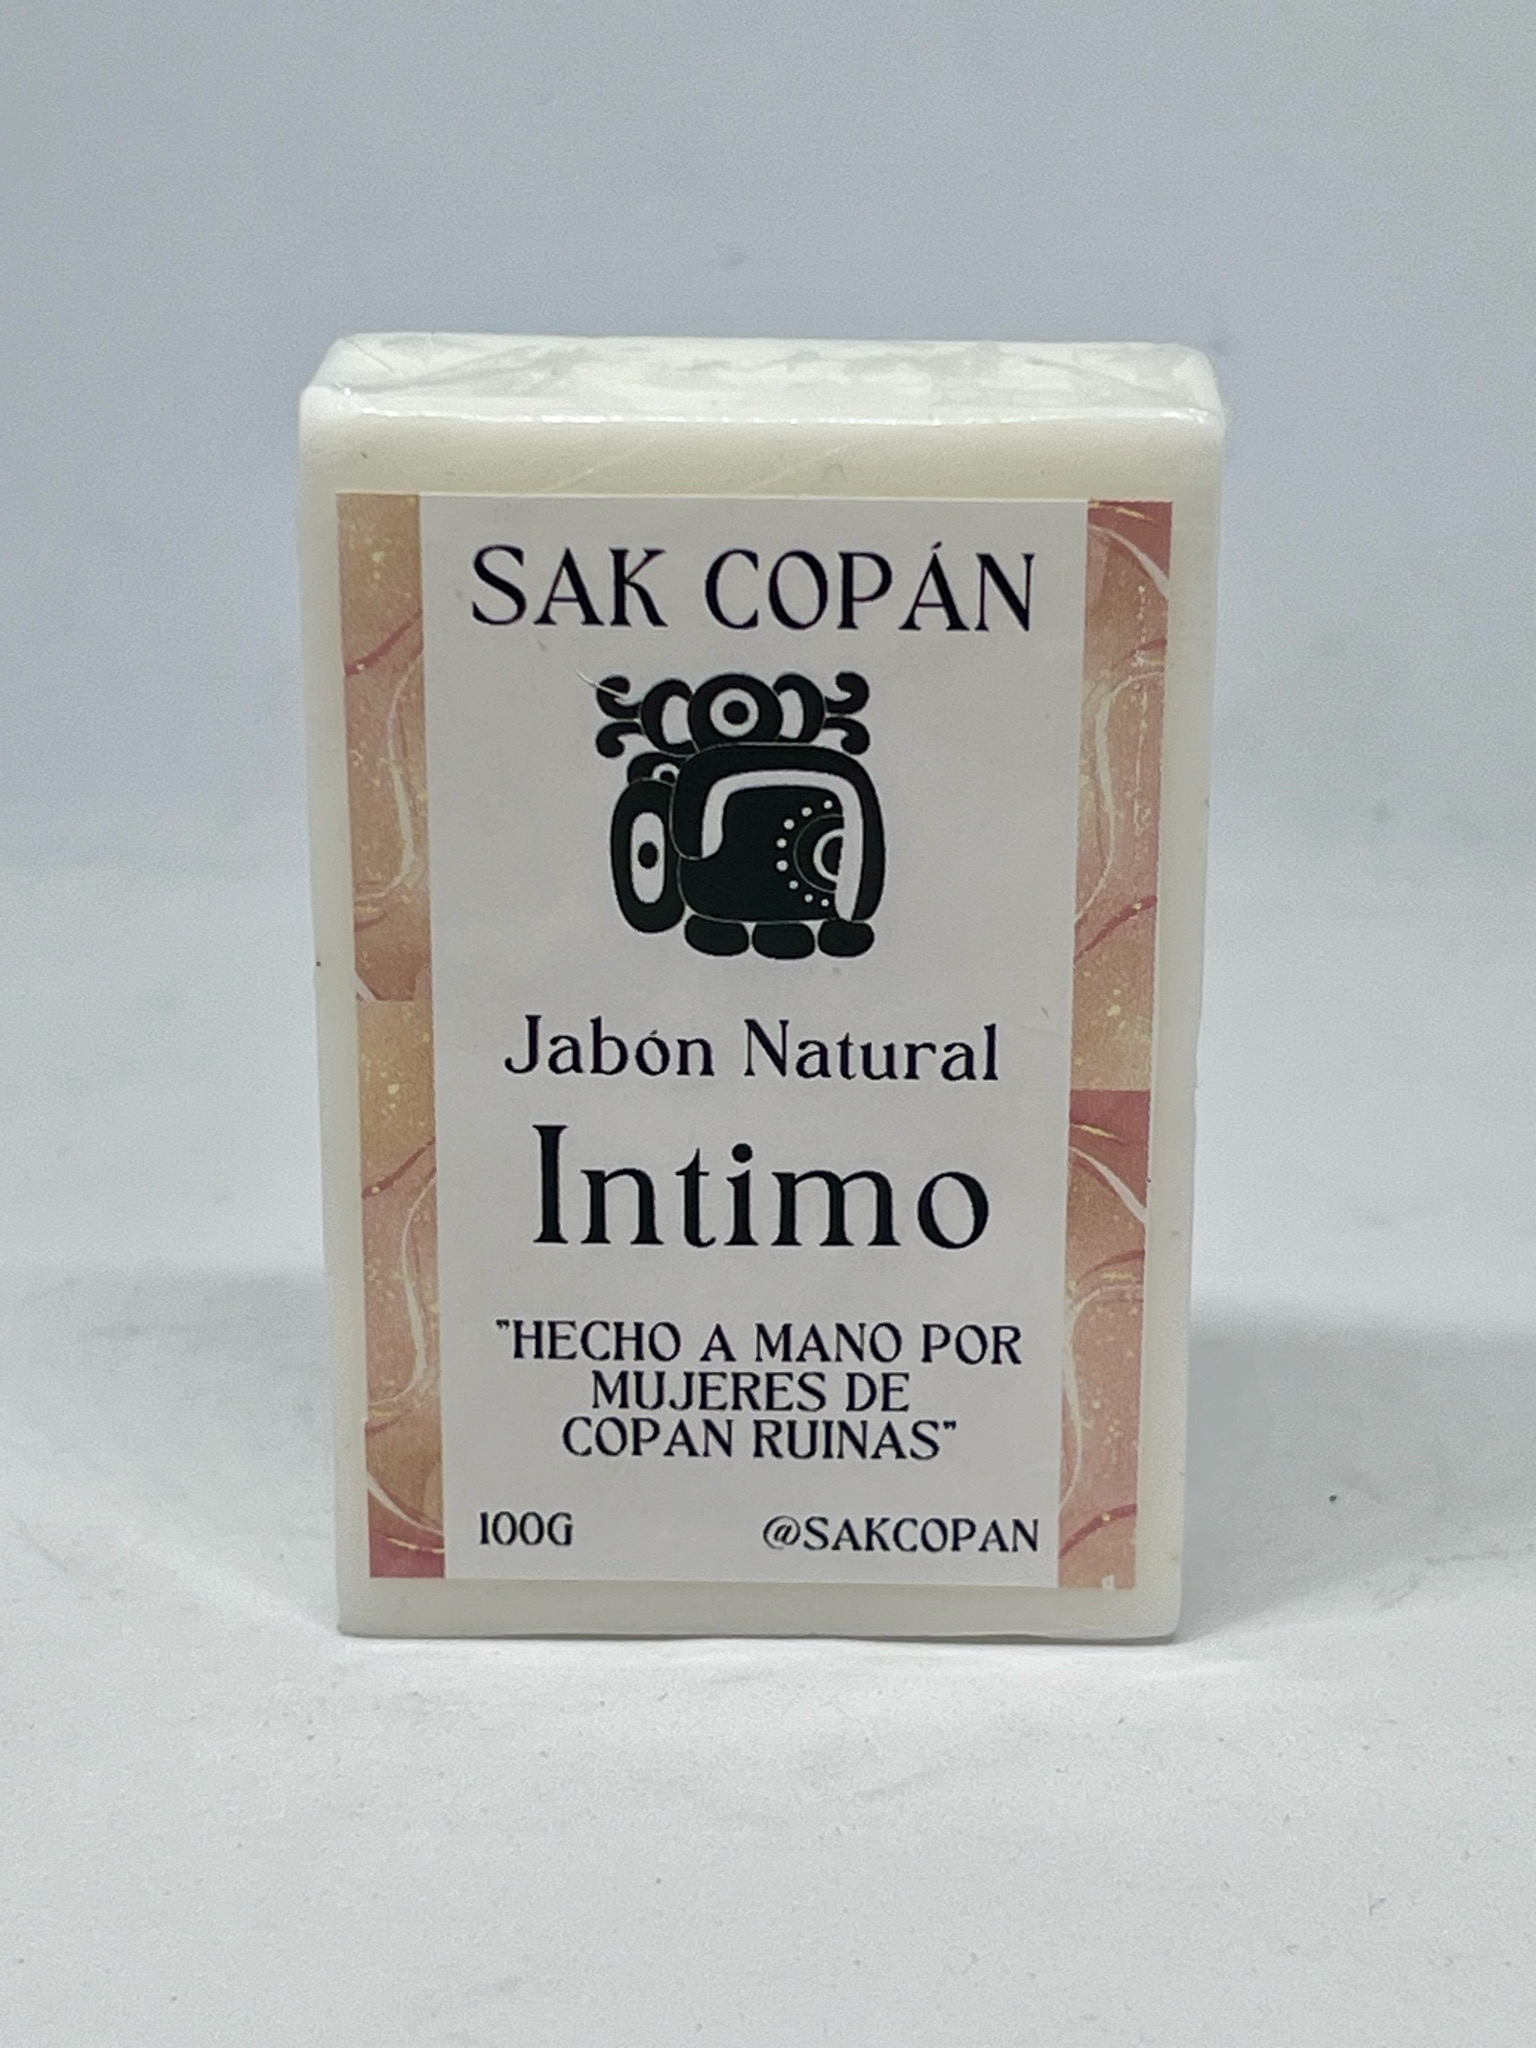 SAK COPÁN
Jabón Natural
Intimo
"HECHO A MANO POR
MUJERES DE
COPAN RUINAS"
100G @SAKCOPAN